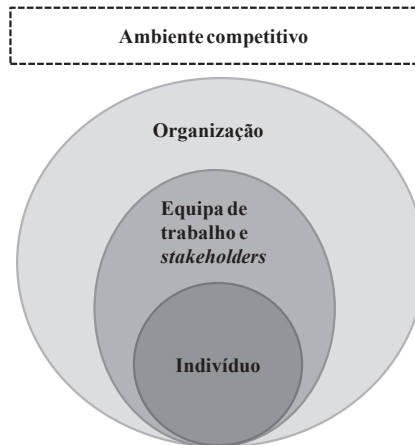 Ambiente competitivo
Organização
Equipa de
trabalho e
stakeholders
Indivíduo